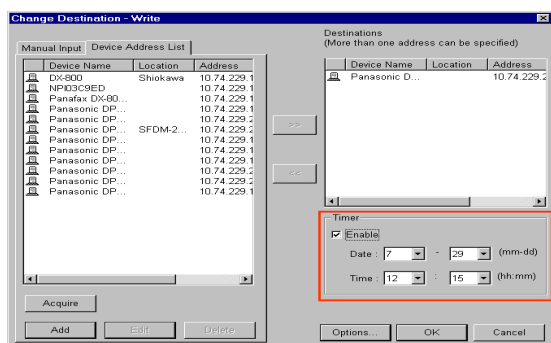 Change Destination - Write
Manual Input
Device Address List
Device Name Location Address
DX-800 Shiokawa 10.74.229.1
NPI03C9ED 10.74.229.1
Panafax DX-80... 10.74.229.1
Panasonic DP... 10.74.229.1
Panasonic DP... 10.74.229.2
Panasonic DP... SFDM-2... 10.74.229.2
Panasonic DP... 10.74.229.1
Panasonic DP... 10.74.229.1
Panasonic DP... 10.74.229.1
Panasonic DP... 10.74.229.2
Panasonic DP... 10.74.229.2
Panasonic DP... 10.74.229.1
Acquire
Add Edit Delete
>>
<<
Destinations
(More than one address can be specified)
Device Name Location Address
Panasonic D... 10.74.229.2
Timer
Enable
Date : 7 - 29 (mm-dd)
Time : 12 : 15 (hh:mm)
Options... OK Cancel